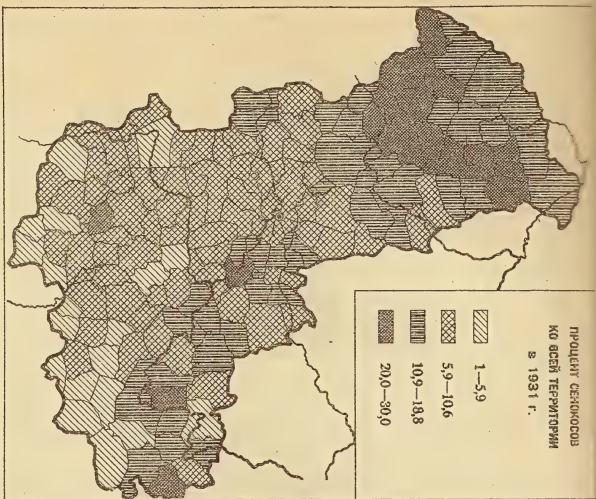 ПРОЦЕНТ СЕНОКОСОВ
КО ВСЕЙ ТЕРРИТОРИИ
в 1931 г.
1—5,9
5,9—10,6
10,9—18,8
20,0—30,0